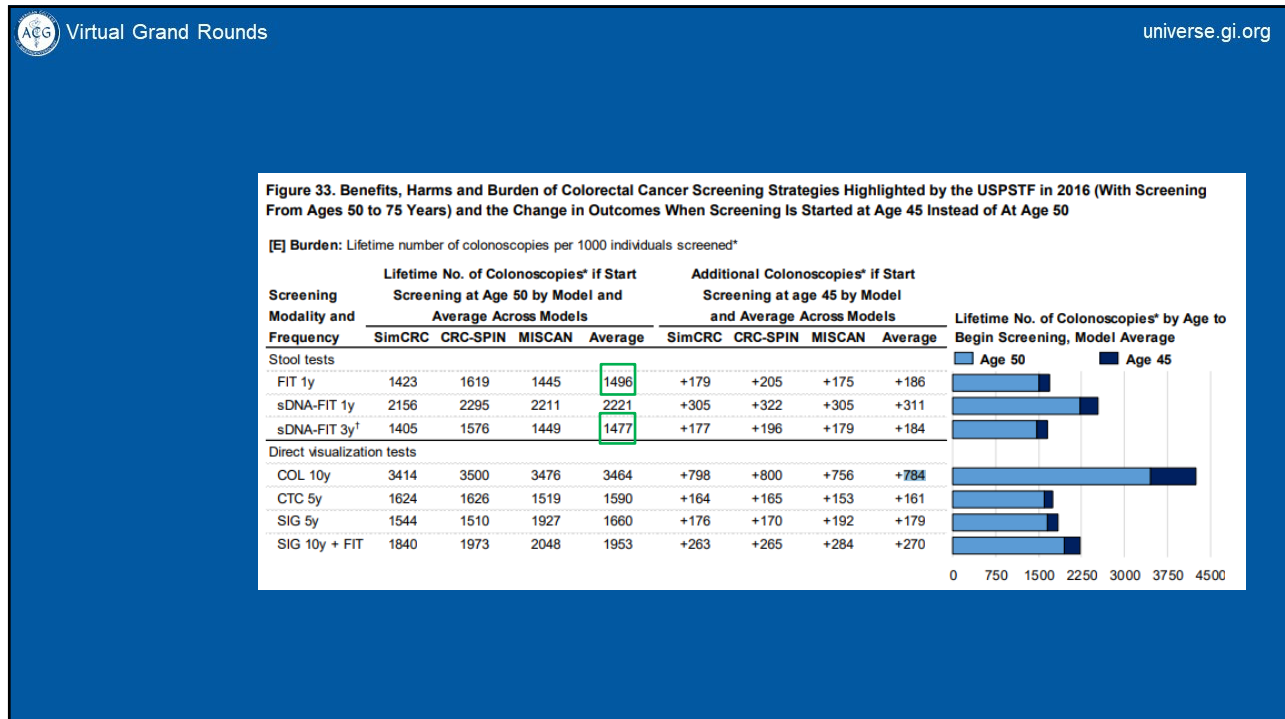 ACG Virtual Grand Rounds
universe.gi.org
Figure 33. Benefits, Harms and Burden of Colorectal Cancer Screening Strategies Highlighted by the USPSTF in 2016 (With Screening
From Ages 50 to 75 Years) and the Change in Outcomes When Screening Is Started at Age 45 Instead of At Age 50
[E] Burden: Lifetime number of colonoscopies per 1000 individuals screened*
Lifetime No. of Colonoscopies* if Start Additional Colonoscopies* if Start
Screening Screening at Age 50 by Model and Screening at age 45 by Model
Modality and Average Across Models and Average Across Models Lifetime No. of Colonoscopies* by Age to
Frequency SimCRC CRC-SPIN MISCAN Average SimCRC CRC-SPIN MISCAN Average Begin Screening, Model Average
Stool tests Age 50 Age 45
FIT 1y 1423 1619 1445 1496 +179 +205 +175 +186
sDNA-FIT 1y 2156 2295 2211 2221 +305 +322 +305 +311
sDNA-FIT 3y† 1405 1576 1449 1477 +177 +196 +179 +184
Direct visualization tests
COL 10y 3414 3500 3476 3464 +798 +800 +756 +784
CTC 5y 1624 1626 1519 1590 +164 +165 +153 +161
SIG 5y 1544 1510 1927 1660 +176 +170 +192 +179
SIG 10y + FIT 1840 1973 2048 1953 +263 +265 +284 +270
0 750 1500 2250 3000 3750 4500